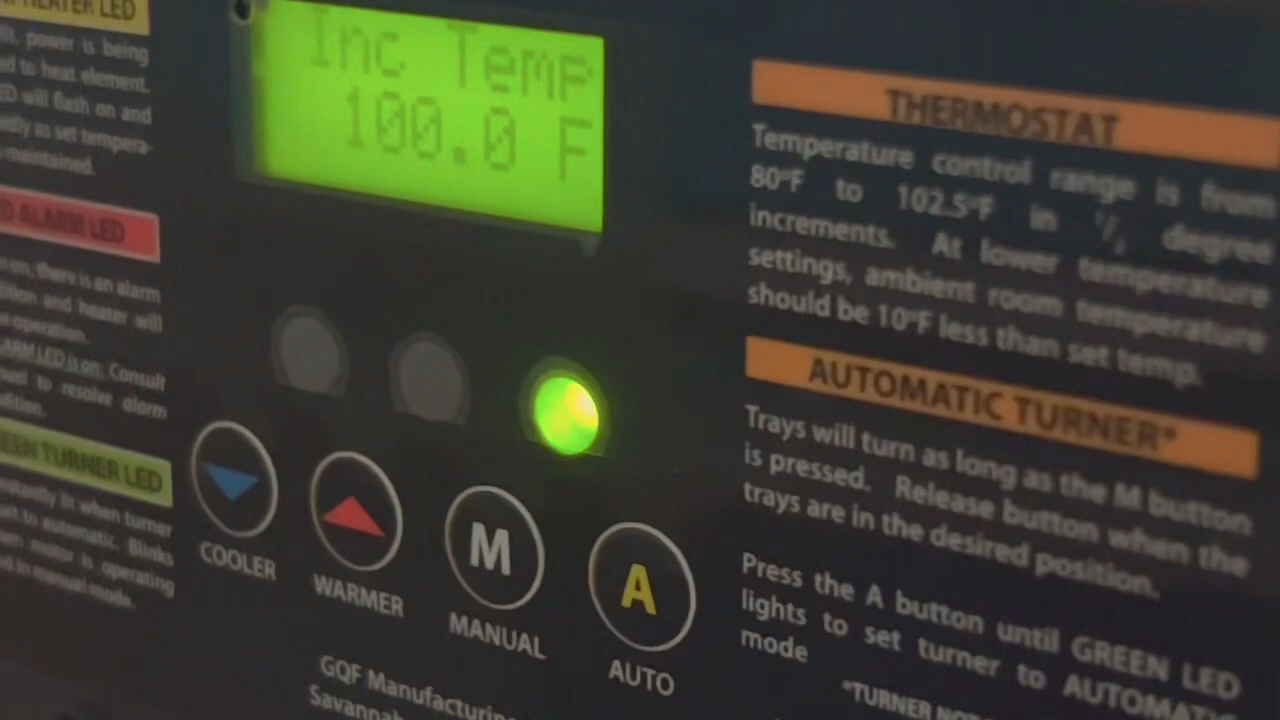 HEATER LED
lit, power is being
to heat element.
LED will flash on and
as set tempera-
maintained.
ALARM LED
on, there is an alarm
and heater will
operation.
ALARM LED is on: Consult
to resolve alarm
TURNER LED
lit when turner
set to automatic. Blinks
motor is operating
in manual mode.
Inc Temp
100.0 F
COOLER
WARMER
M
MANUAL
A
AUTO
GQF Manufacturing
Savannah
THERMOSTAT
Temperature control range is from
80°F to 102.5°F in degree
increments. At lower temperature
settings, ambient room temperature
should be 10°F less than set temp.
AUTOMATIC TURNER*
Trays will turn as long as the M button
is pressed. Release button when the
trays are in the desired position.
Press the A button until GREEN LED
lights to set turner to AUTOMATIC
mode
*TURNER NOT